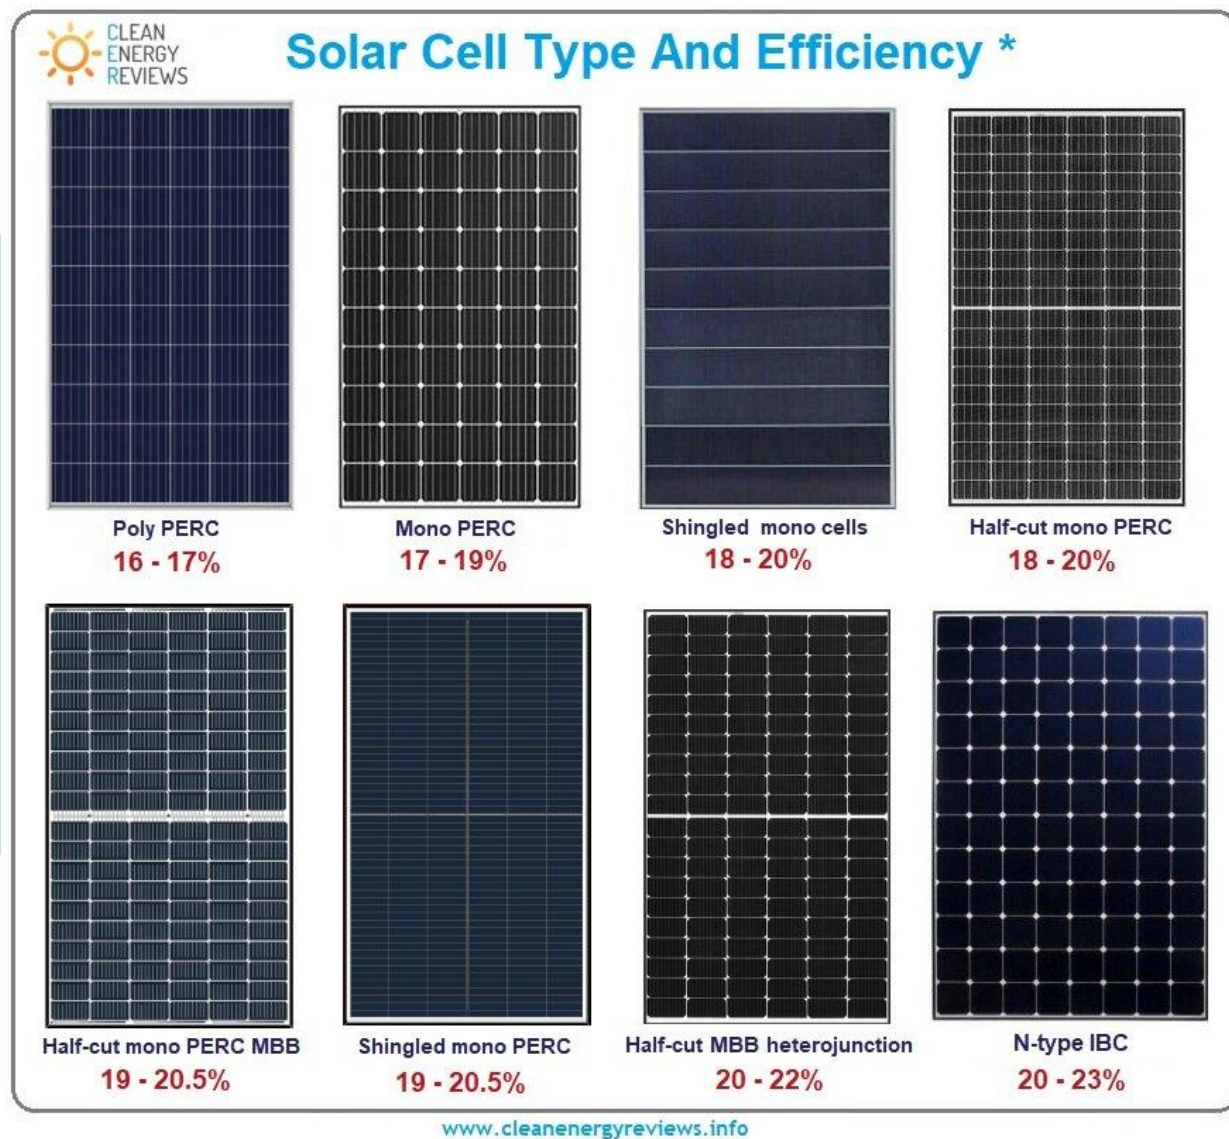 CLEAN
ENERGY
REVIEWS
Solar Cell Type And Efficiency *
Poly PERC
16 - 17%
Mono PERC
17 - 19%
Shingled mono cells
18 - 20%
Half-cut mono PERC
18 - 20%
Half-cut mono PERC MBB
19 - 20.5%
Shingled mono PERC
19 - 20.5%
Half-cut MBB heterojunction
20 - 22%
N-type IBC
20 - 23%
www.cleanenergyreviews.info